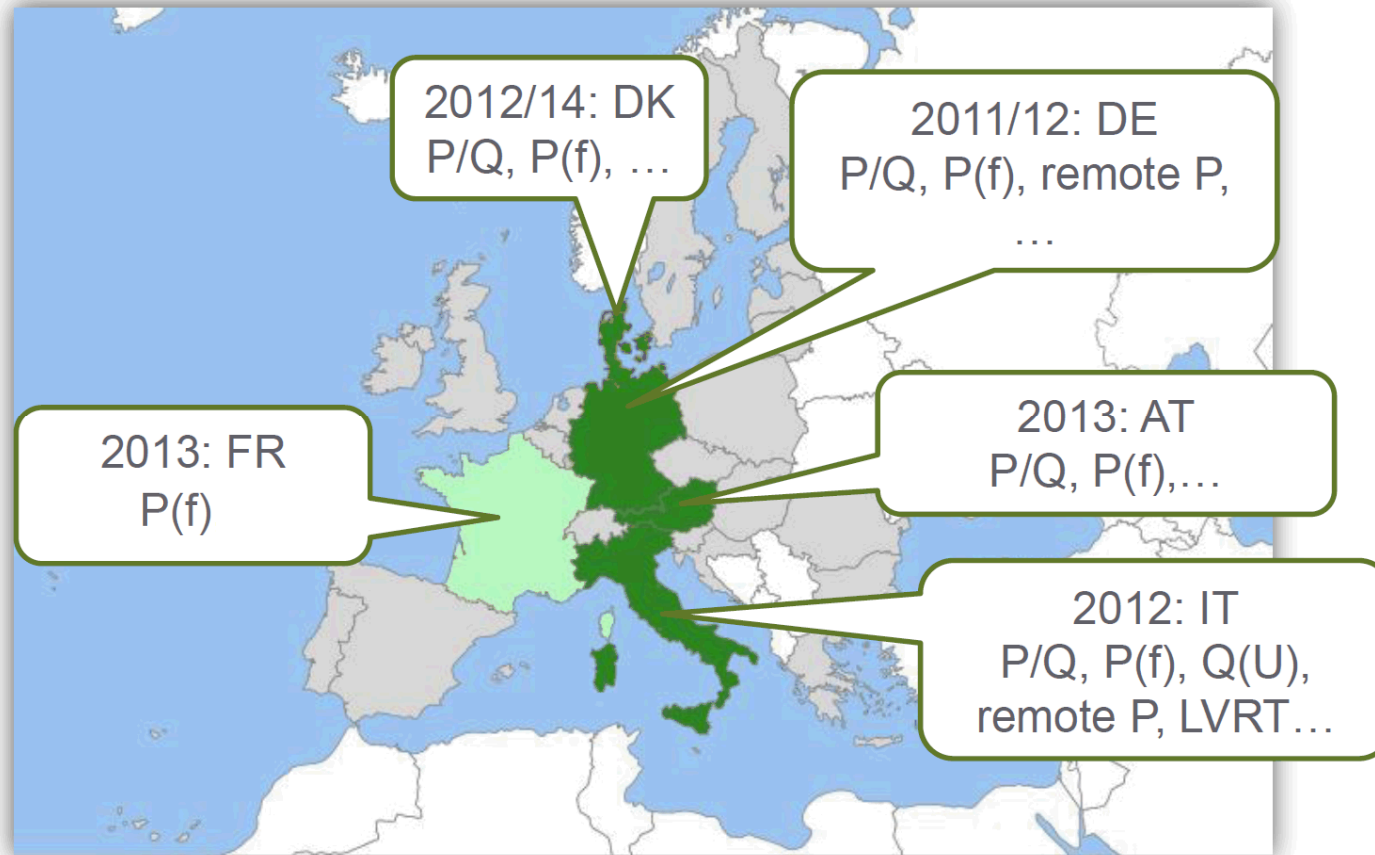 2012/14: DK
P/Q, P(f), …
2011/12: DE
P/Q, P(f), remote P,
…
2013: FR
P(f)
2013: AT
P/Q, P(f),…
2012: IT
P/Q, P(f), Q(U),
remote P, LVRT…